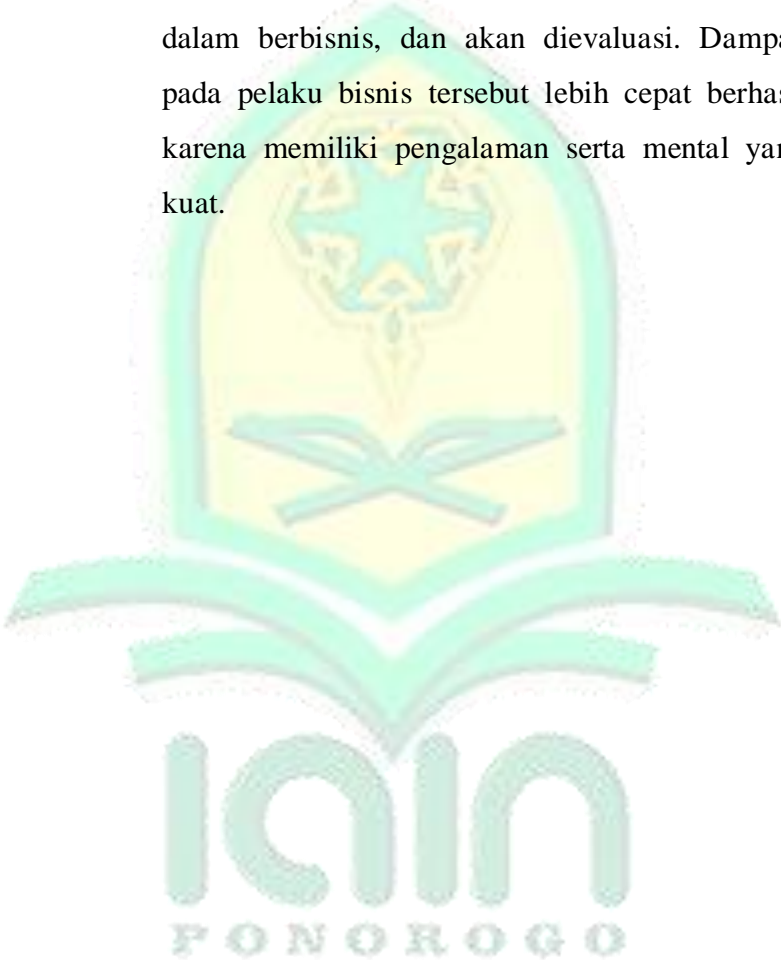 dalam berbisnis, dan akan dievaluasi. Dampa
pada pelaku bisnis tersebut lebih cepat berhas
karena memiliki pengalaman serta mental yan
kuat.
IAIN
PONOROGO